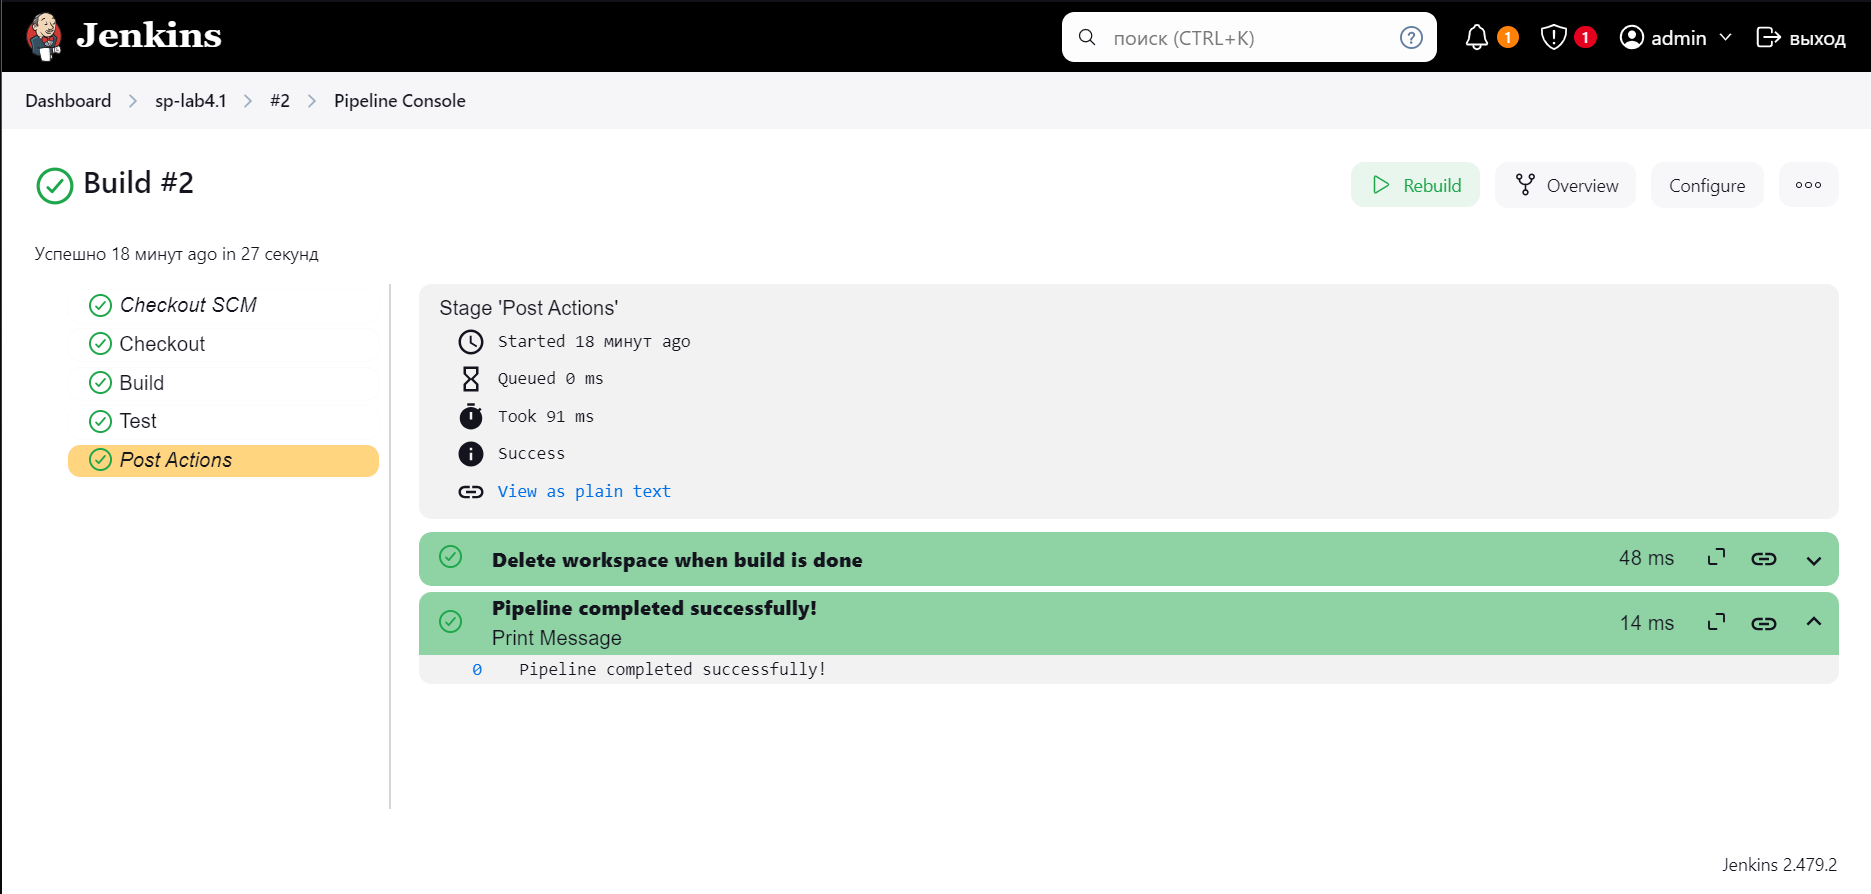 Jenkins
поиск (CTRL+K)
?
1
1
admin
выход
Dashboard
sp-lab4.1
#2
Pipeline Console
Build #2
Rebuild
Overview
Configure
Успешно 18 минут ago in 27 секунд
Checkout SCM
Checkout
Build
Test
Post Actions
Stage 'Post Actions'
Started 18 минут ago
Queued 0 ms
Took 91 ms
Success
View as plain text
Delete workspace when build is done
48 ms
Pipeline completed successfully!
Print Message
14 ms
0 Pipeline completed successfully!
Jenkins 2.479.2